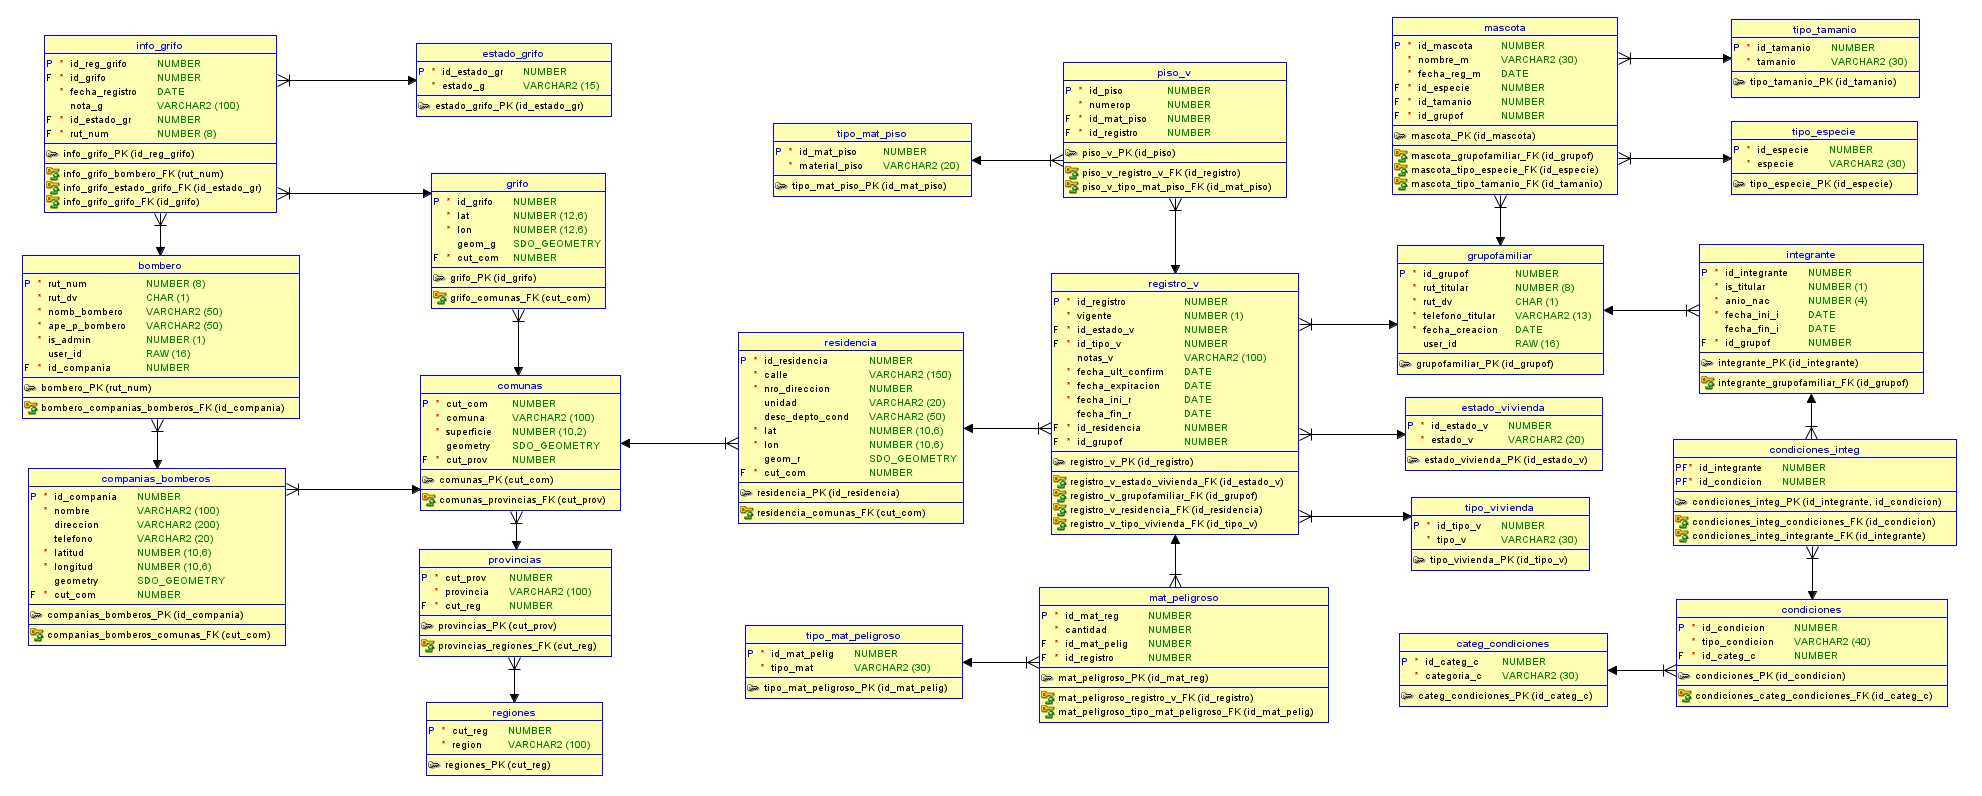 info_grifo
P * id_reg_grifo NUMBER
F * id_grifo NUMBER
* fecha_registro DATE
nota_g VARCHAR2 (100)
F * id_estado_gr NUMBER
F * rut_num NUMBER (8)
info_grifo_PK (id_reg_grifo)
info_grifo_bombero_FK (rut_num)
info_grifo_estado_grifo_FK (id_estado_gr)
info_grifo_grifo_FK (id_grifo)
estado_grifo
P * id_estado_gr NUMBER
* estado_g VARCHAR2 (15)
estado_grifo_PK (id_estado_gr)
grifo
P * id_grifo NUMBER
* lat NUMBER (12,6)
* lon NUMBER (12,6)
geom_g SDO_GEOMETRY
F * cut_com NUMBER
grifo_PK (id_grifo)
grifo_comunas_FK (cut_com)
bombero
P * rut_num NUMBER (8)
* rut_dv CHAR (1)
* nomb_bombero VARCHAR2 (50)
* ape_p_bombero VARCHAR2 (50)
* is_admin NUMBER (1)
user_id RAW (16)
F * id_compania NUMBER
bombero_PK (rut_num)
bombero_companias_bomberos_FK (id_compania)
companias_bomberos
P * id_compania NUMBER
* nombre VARCHAR2 (100)
direccion VARCHAR2 (200)
telefono VARCHAR2 (20)
* latitud NUMBER (10,6)
* longitud NUMBER (10,6)
geometry SDO_GEOMETRY
F * cut_com NUMBER
companias_bomberos_PK (id_compania)
companias_bomberos_comunas_FK (cut_com)
comunas
P * cut_com NUMBER
* comuna VARCHAR2 (100)
* superficie NUMBER (10,2)
geometry SDO_GEOMETRY
F * cut_prov NUMBER
comunas_PK (cut_com)
comunas_provincias_FK (cut_prov)
provincias
P * cut_prov NUMBER
* provincia VARCHAR2 (100)
F * cut_reg NUMBER
provincias_PK (cut_prov)
provincias_regiones_FK (cut_reg)
regiones
P * cut_reg NUMBER
* region VARCHAR2 (100)
regiones_PK (cut_reg)
tipo_mat_piso
P * id_mat_piso NUMBER
* material_piso VARCHAR2 (20)
tipo_mat_piso_PK (id_mat_piso)
piso_v
P * id_piso NUMBER
* numerop NUMBER
F * id_mat_piso NUMBER
F * id_registro NUMBER
piso_v_PK (id_piso)
piso_v_registro_v_FK (id_registro)
piso_v_tipo_mat_piso_FK (id_mat_piso)
residencia
P * id_residencia NUMBER
* calle VARCHAR2 (150)
* nro_direccion NUMBER
unidad VARCHAR2 (20)
desc_depto_cond VARCHAR2 (50)
* lat NUMBER (10,6)
* lon NUMBER (10,6)
geom_r SDO_GEOMETRY
F * cut_com NUMBER
residencia_PK (id_residencia)
residencia_comunas_FK (cut_com)
registro_v
P * id_registro NUMBER
* vigente NUMBER (1)
F * id_estado_v NUMBER
F * id_tipo_v NUMBER
notas_v VARCHAR2 (100)
* fecha_ult_confirm DATE
* fecha_expiracion DATE
* fecha_ini_r DATE
fecha_fin_r DATE
F * id_residencia NUMBER
F * id_grupof NUMBER
registro_v_PK (id_registro)
registro_v_estado_vivienda_FK (id_estado_v)
registro_v_grupofamiliar_FK (id_grupof)
registro_v_residencia_FK (id_residencia)
registro_v_tipo_vivienda_FK (id_tipo_v)
tipo_mat_peligroso
P * id_mat_pelig NUMBER
* tipo_mat VARCHAR2 (30)
tipo_mat_peligroso_PK (id_mat_pelig)
mat_peligroso
P * id_mat_reg NUMBER
* cantidad NUMBER
F * id_mat_pelig NUMBER
F * id_registro NUMBER
mat_peligroso_PK (id_mat_reg)
mat_peligroso_registro_v_FK (id_registro)
mat_peligroso_tipo_mat_peligroso_FK (id_mat_pelig)
mascota
P * id_mascota NUMBER
* nombre_m VARCHAR2 (30)
* fecha_reg_m DATE
F * id_especie NUMBER
F * id_tamanio NUMBER
F * id_grupof NUMBER
mascota_PK (id_mascota)
mascota_grupofamiliar_FK (id_grupof)
mascota_tipo_especie_FK (id_especie)
mascota_tipo_tamanio_FK (id_tamanio)
tipo_tamanio
P * id_tamanio NUMBER
* tamanio VARCHAR2 (30)
tipo_tamanio_PK (id_tamanio)
tipo_especie
P * id_especie NUMBER
* especie VARCHAR2 (30)
tipo_especie_PK (id_especie)
grupofamiliar
P * id_grupof NUMBER
* rut_titular NUMBER (8)
* rut_dv CHAR (1)
* telefono_titular VARCHAR2 (13)
* fecha_creacion DATE
user_id RAW (16)
grupofamiliar_PK (id_grupof)
integrante
P * id_integrante NUMBER
* is_titular NUMBER (1)
* anio_nac NUMBER (4)
* fecha_ini_i DATE
fecha_fin_i DATE
F * id_grupof NUMBER
integrante_PK (id_integrante)
integrante_grupofamiliar_FK (id_grupof)
estado_vivienda
P * id_estado_v NUMBER
* estado_v VARCHAR2 (20)
estado_vivienda_PK (id_estado_v)
tipo_vivienda
P * id_tipo_v NUMBER
* tipo_v VARCHAR2 (30)
tipo_vivienda_PK (id_tipo_v)
condiciones_integ
PF* id_integrante NUMBER
PF* id_condicion NUMBER
condiciones_integ_PK (id_integrante, id_condicion)
condiciones_integ_condiciones_FK (id_condicion)
condiciones_integ_integrante_FK (id_integrante)
categ_condiciones
P * id_categ_c NUMBER
* categoria_c VARCHAR2 (30)
categ_condiciones_PK (id_categ_c)
condiciones
P * id_condicion NUMBER
* tipo_condicion VARCHAR2 (40)
F * id_categ_c NUMBER
condiciones_PK (id_condicion)
condiciones_categ_condiciones_FK (id_categ_c)